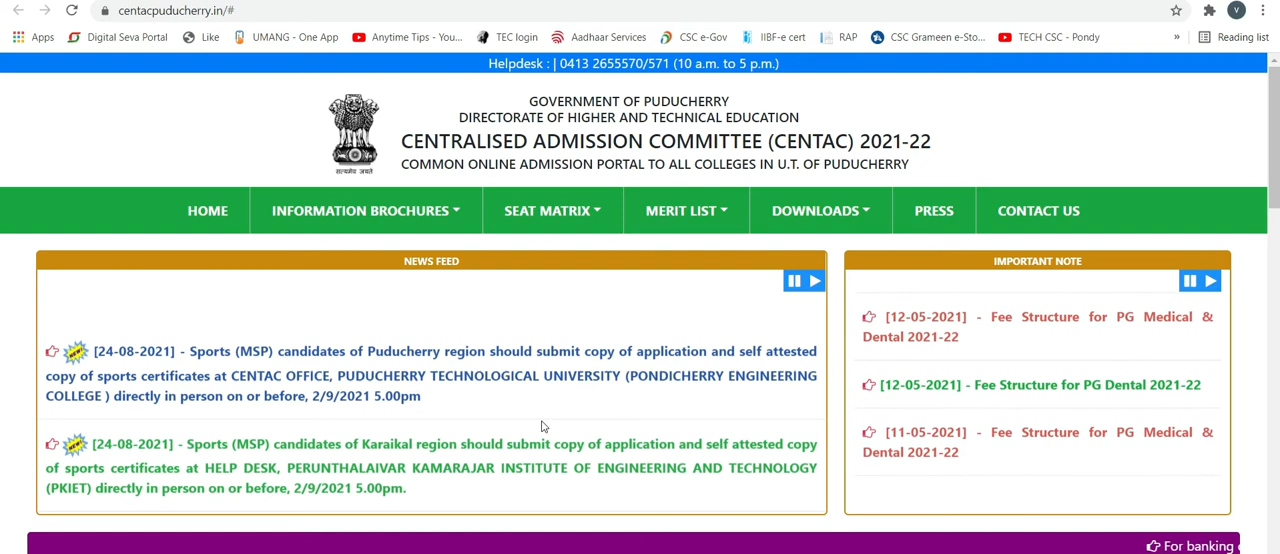 centacpuducherry.in/#
V
Apps Digital Seva Portal Like UMANG - One App Anytime Tips - You... TEC login Aadhaar Services CSC e-Gov IIBF-e cert RAP CSC Grameen e-Sto... TECH CSC - Pondy » Reading list
Helpdesk : | 0413 2655570/571 (10 a.m. to 5 p.m.)
GOVERNMENT OF PUDUCHERRY
DIRECTORATE OF HIGHER AND TECHNICAL EDUCATION
CENTRALISED ADMISSION COMMITTEE (CENTAC) 2021-22
COMMON ONLINE ADMISSION PORTAL TO ALL COLLEGES IN U.T. OF PUDUCHERRY
सत्यमेव जयते
HOME INFORMATION BROCHURES SEAT MATRIX MERIT LIST DOWNLOADS PRESS CONTACT US
NEWS FEED
NEW! [24-08-2021] - Sports (MSP) candidates of Puducherry region should submit copy of application and self attested
copy of sports certificates at CENTAC OFFICE, PUDUCHERRY TECHNOLOGICAL UNIVERSITY (PONDICHERRY ENGINEERING
COLLEGE ) directly in person on or before, 2/9/2021 5.00pm
NEW! [24-08-2021] - Sports (MSP) candidates of Karaikal region should submit copy of application and self attested copy
of sports certificates at HELP DESK, PERUNTHALAIVAR KAMARAJAR INSTITUTE OF ENGINEERING AND TECHNOLOGY
(PKIET) directly in person on or before, 2/9/2021 5.00pm.
IMPORTANT NOTE
[12-05-2021] - Fee Structure for PG Medical &
Dental 2021-22
[12-05-2021] - Fee Structure for PG Dental 2021-22
[11-05-2021] - Fee Structure for PG Medical &
Dental 2021-22
For banking